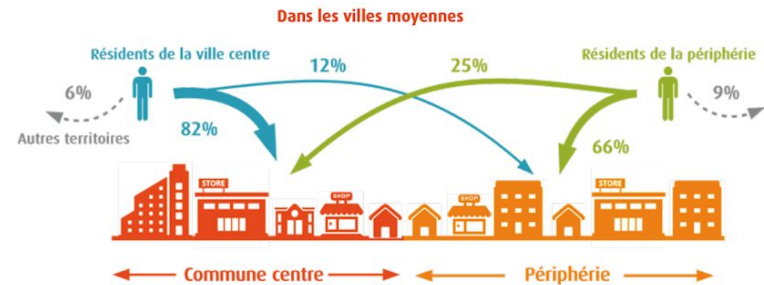 Dans les villes moyennes
Résidents de la ville centre
Résidents de la périphérie
12%
25%
6%
9%
Autres territoires
82%
66%
STORE
SHOP
SHOP
STORE
Commune centre
Périphérie